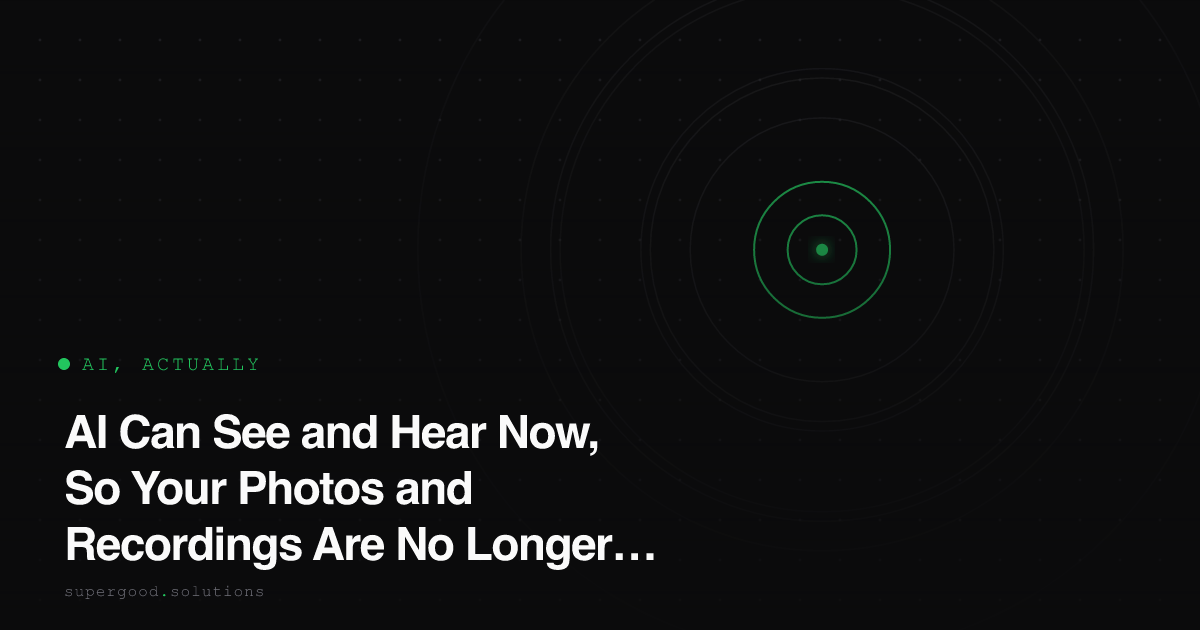 AI, ACTUALLY
AI Can See and Hear Now,
So Your Photos and
Recordings Are No Longer…
supergood.solutions